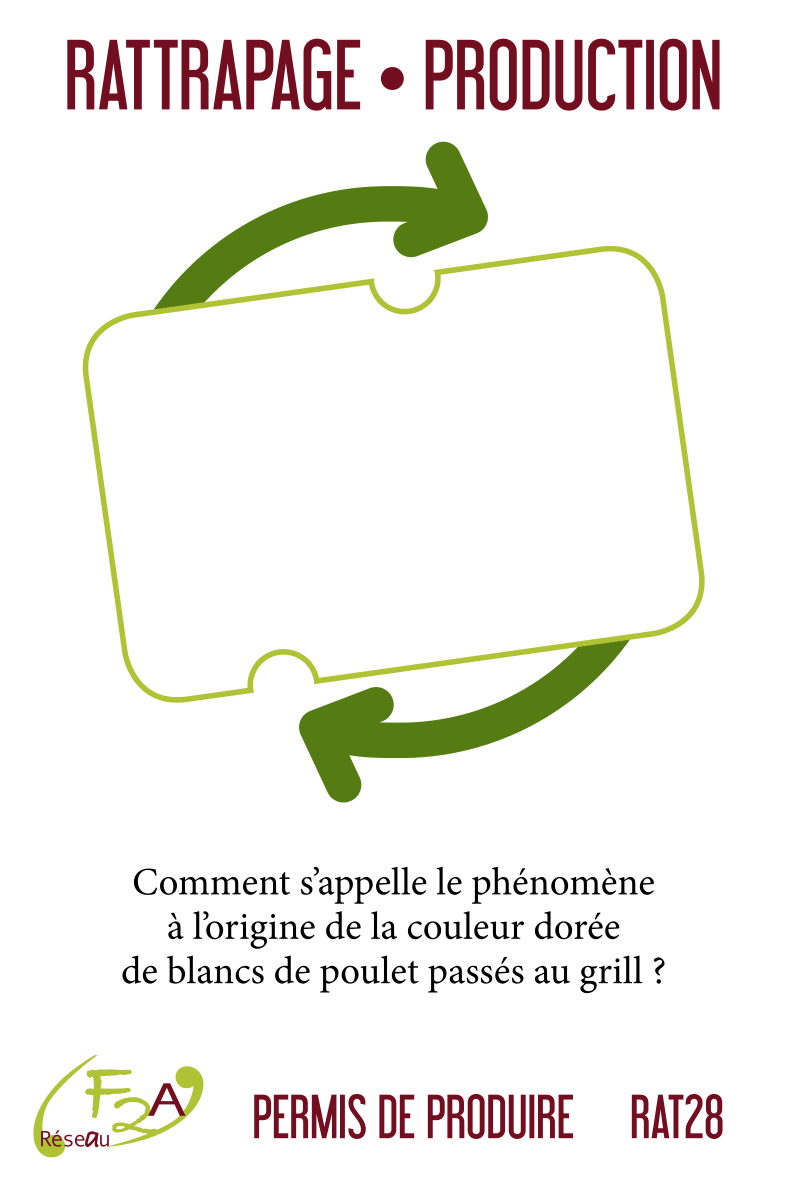 RATTRAPAGE • PRODUCTION
Comment s’appelle le phénomène
à l’origine de la couleur dorée
de blancs de poulet passés au grill ?
F2A
Réseau
PERMIS DE PRODUIRE RAT28